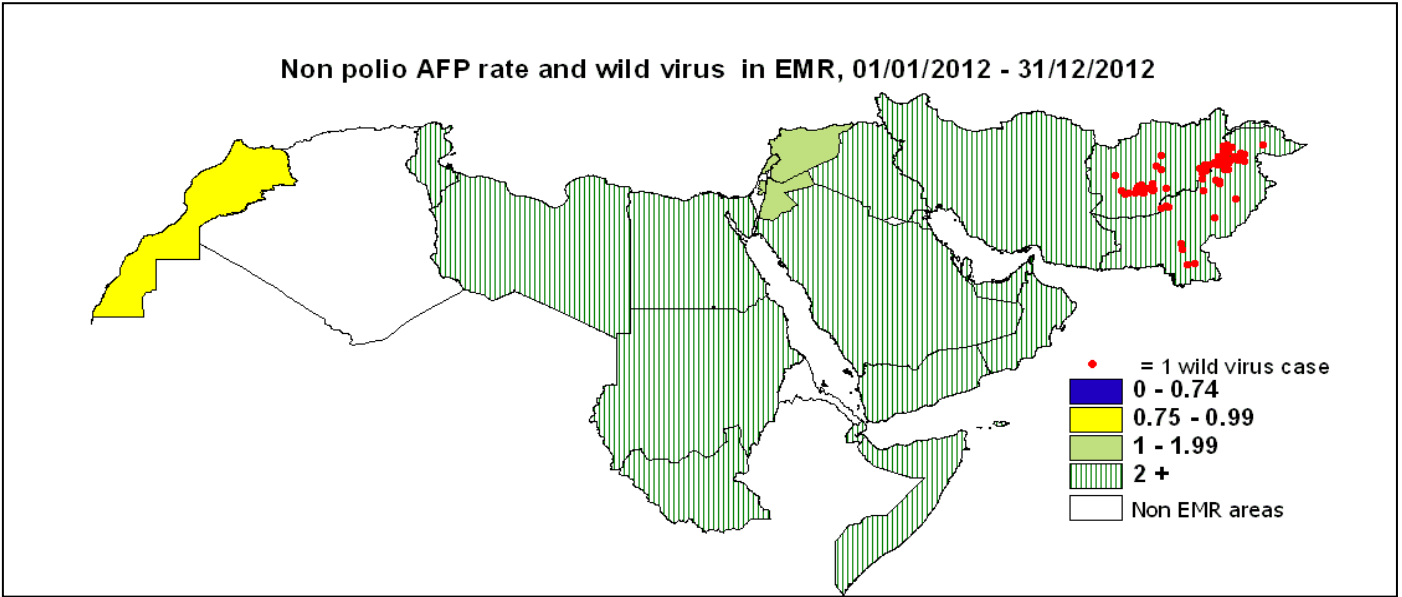 Non polio AFP rate and wild virus in EMR, 01/01/2012 - 31/12/2012
= 1 wild virus case
0 - 0.74
0.75 - 0.99
1 - 1.99
2 +
Non EMR areas